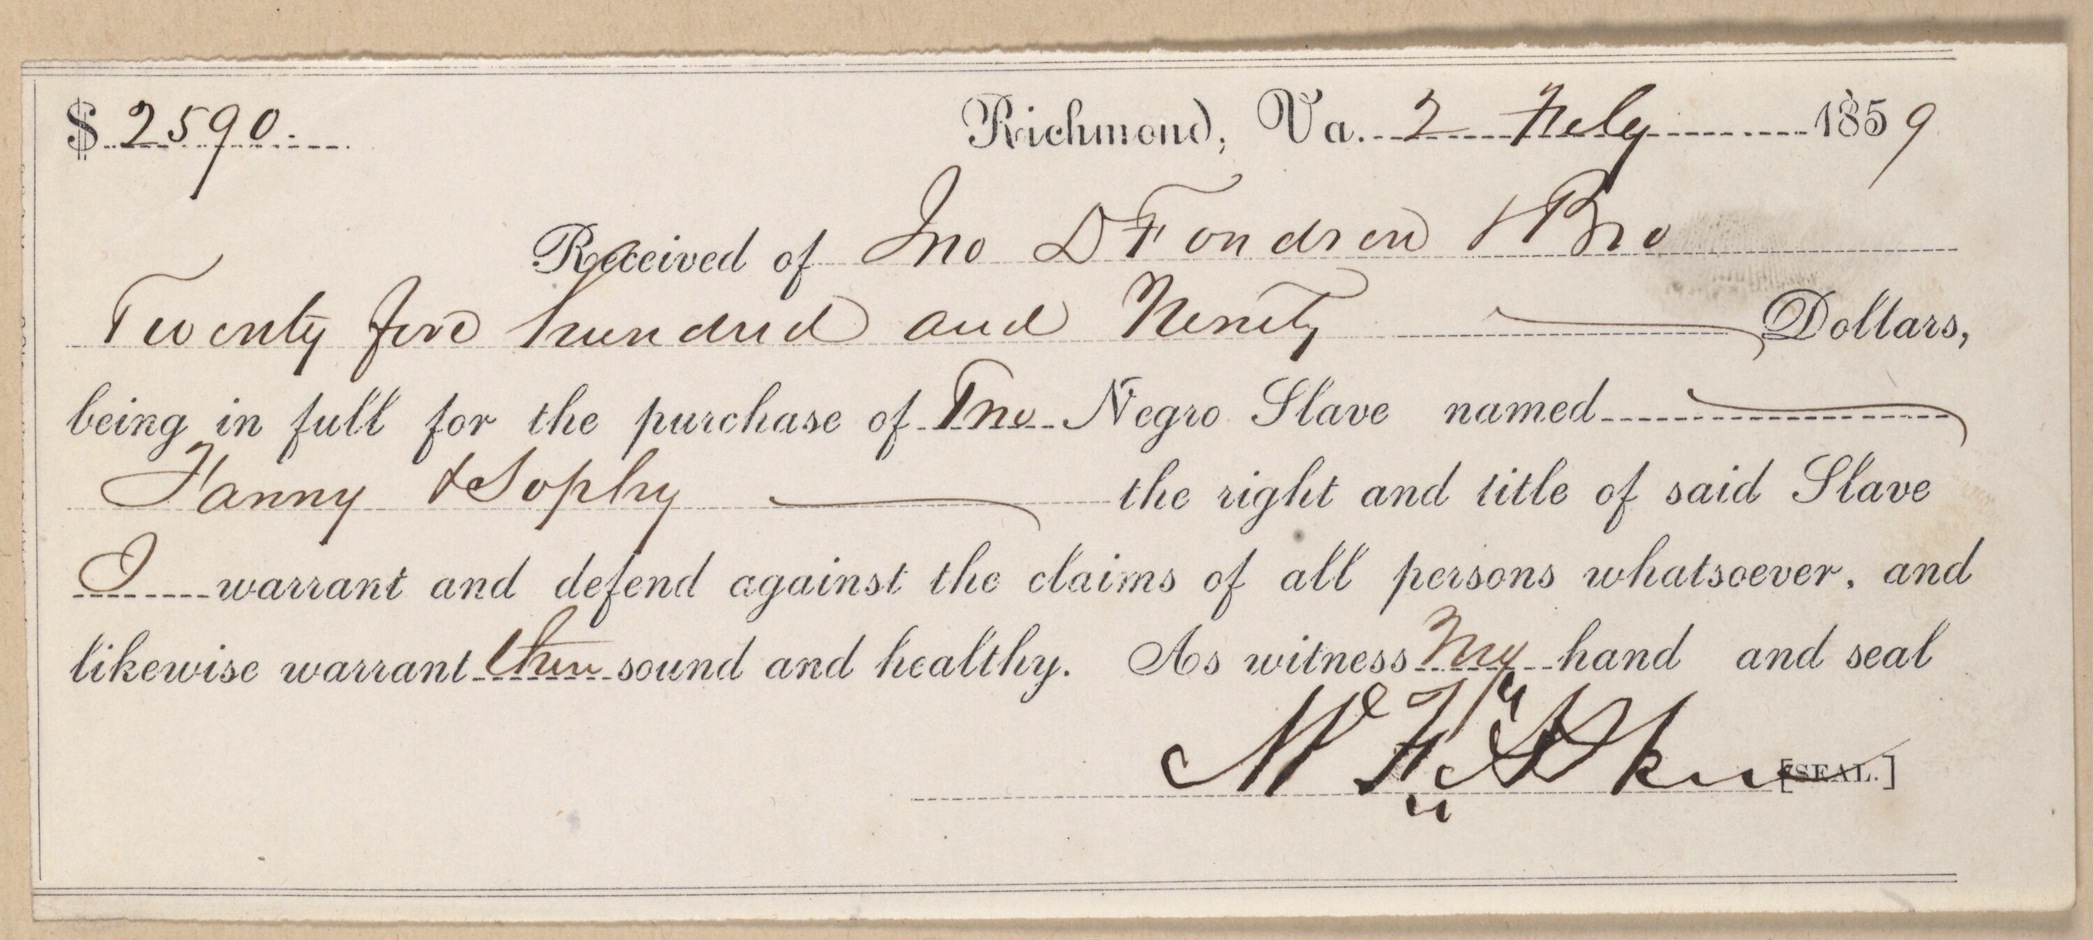 $ 2590. Richmond, Va. 2 Feby 1859
Received of Jno D Fondren & Bro
Twenty five hundred and Ninety Dollars,
being in full for the purchase of Two Negro Slave named
Fanny & Sophy the right and title of said Slave
I warrant and defend against the claims of all persons whatsoever, and
likewise warrant them sound and healthy. As witness my hand and seal
[SEAL.]